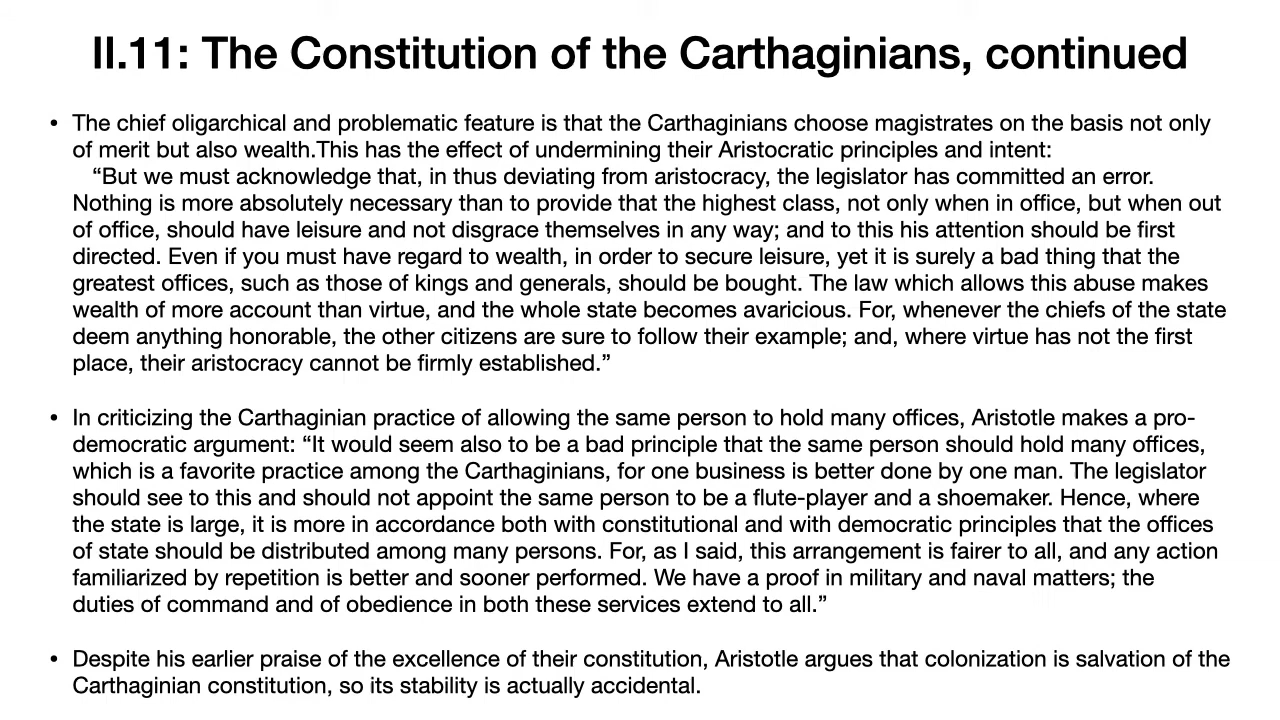 II.11: The Constitution of the Carthaginians, continued
• The chief oligarchical and problematic feature is that the Carthaginians choose magistrates on the basis not only
of merit but also wealth.This has the effect of undermining their Aristocratic principles and intent:
“But we must acknowledge that, in thus deviating from aristocracy, the legislator has committed an error.
Nothing is more absolutely necessary than to provide that the highest class, not only when in office, but when out
of office, should have leisure and not disgrace themselves in any way; and to this his attention should be first
directed. Even if you must have regard to wealth, in order to secure leisure, yet it is surely a bad thing that the
greatest offices, such as those of kings and generals, should be bought. The law which allows this abuse makes
wealth of more account than virtue, and the whole state becomes avaricious. For, whenever the chiefs of the state
deem anything honorable, the other citizens are sure to follow their example; and, where virtue has not the first
place, their aristocracy cannot be firmly established.”
• In criticizing the Carthaginian practice of allowing the same person to hold many offices, Aristotle makes a pro-
democratic argument: “It would seem also to be a bad principle that the same person should hold many offices,
which is a favorite practice among the Carthaginians, for one business is better done by one man. The legislator
should see to this and should not appoint the same person to be a flute-player and a shoemaker. Hence, where
the state is large, it is more in accordance both with constitutional and with democratic principles that the offices
of state should be distributed among many persons. For, as I said, this arrangement is fairer to all, and any action
familiarized by repetition is better and sooner performed. We have a proof in military and naval matters; the
duties of command and of obedience in both these services extend to all.”
• Despite his earlier praise of the excellence of their constitution, Aristotle argues that colonization is salvation of the
Carthaginian constitution, so its stability is actually accidental.